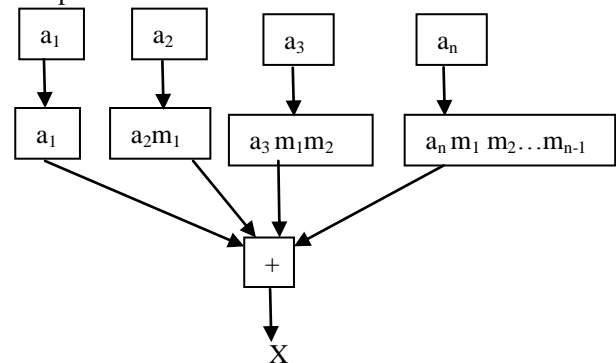 a₁ a₂ a₃ aₙ
a₁ a₂m₁ a₃ m₁m₂ aₙ m₁ m₂…mₙ₋₁
+
X